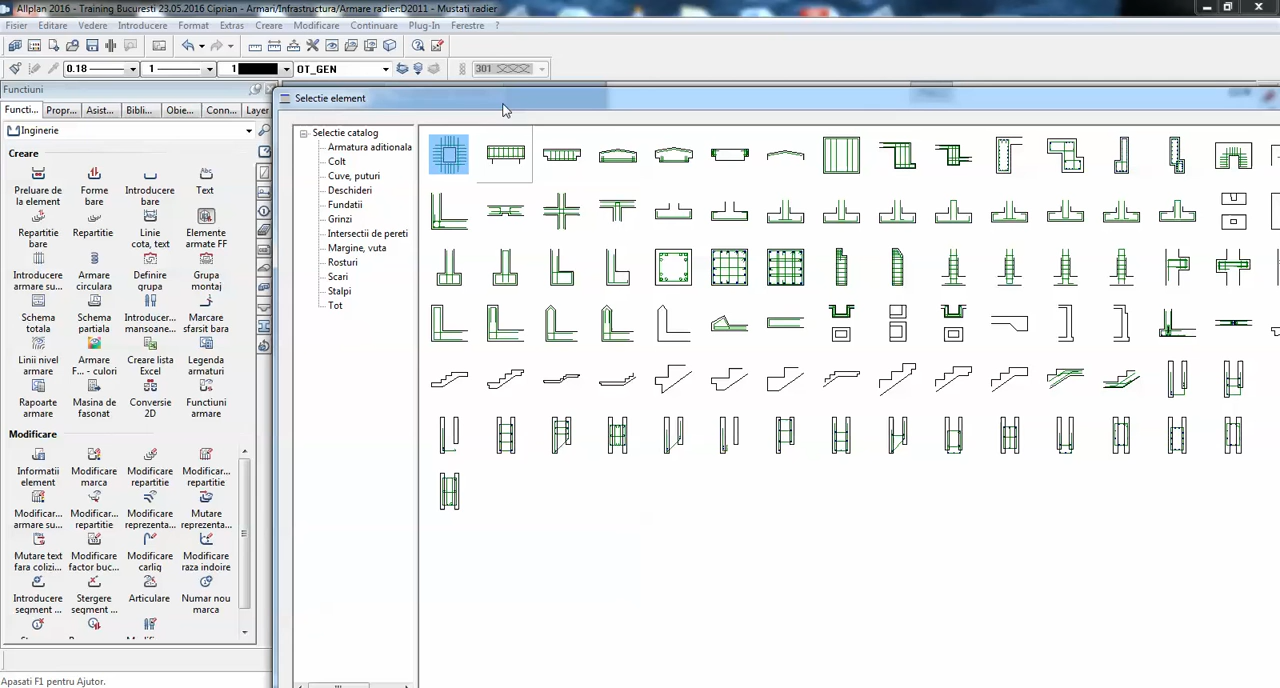 Allplan 2016 - Training Bucuresti 23.05.2016 Ciprian - Armari/Infrastructura/Armare radier:D2011 - Mustati radier
Fisier Editare Vedere Introducere Format Extras Creare Modificare Continuare Plug-In Ferestre ?
0.18 1 1 OT_GEN 301
Functiuni
Functi... Propr... Asist... Bibli... Obie... Conn... Layer
Inginerie
Creare
Preluare de la element
Forme bare
Introducere bare
Text
Repartitie bare
Repartitie
Linie cota, text
Elemente armate FF
Introducere armare su...
Armare circulara
Definire grupa
Grupa montaj
Schema totala
Schema partiala
Introducer... mansoane...
Marcare sfarsit bara
Linii nivel armare
Armare F... - culori
Creare lista Excel
Legenda armaturi
Rapoarte armare
Masina de fasonat
Conversie 2D
Functiuni armare
Modificare
Informatii element
Modificare marca
Modificare repartitie
Modificar... repartitie
Modificar... armare su...
Modificar... repartitie
Modificare reprezenta...
Mutare reprezenta...
Mutare text fara colizi...
Modificare factor buc...
Modificare carlig
Modificare raza indoire
Introducere segment ...
Stergere segment ...
Articulare
Numar nou marca
Apasati F1 pentru Ajutor.
Selectie element
Selectie catalog
Armatura aditionala
Colt
Cuve, puturi
Deschideri
Fundatii
Grinzi
Intersectii de pereti
Margine, vuta
Rosturi
Scari
Stalpi
Tot